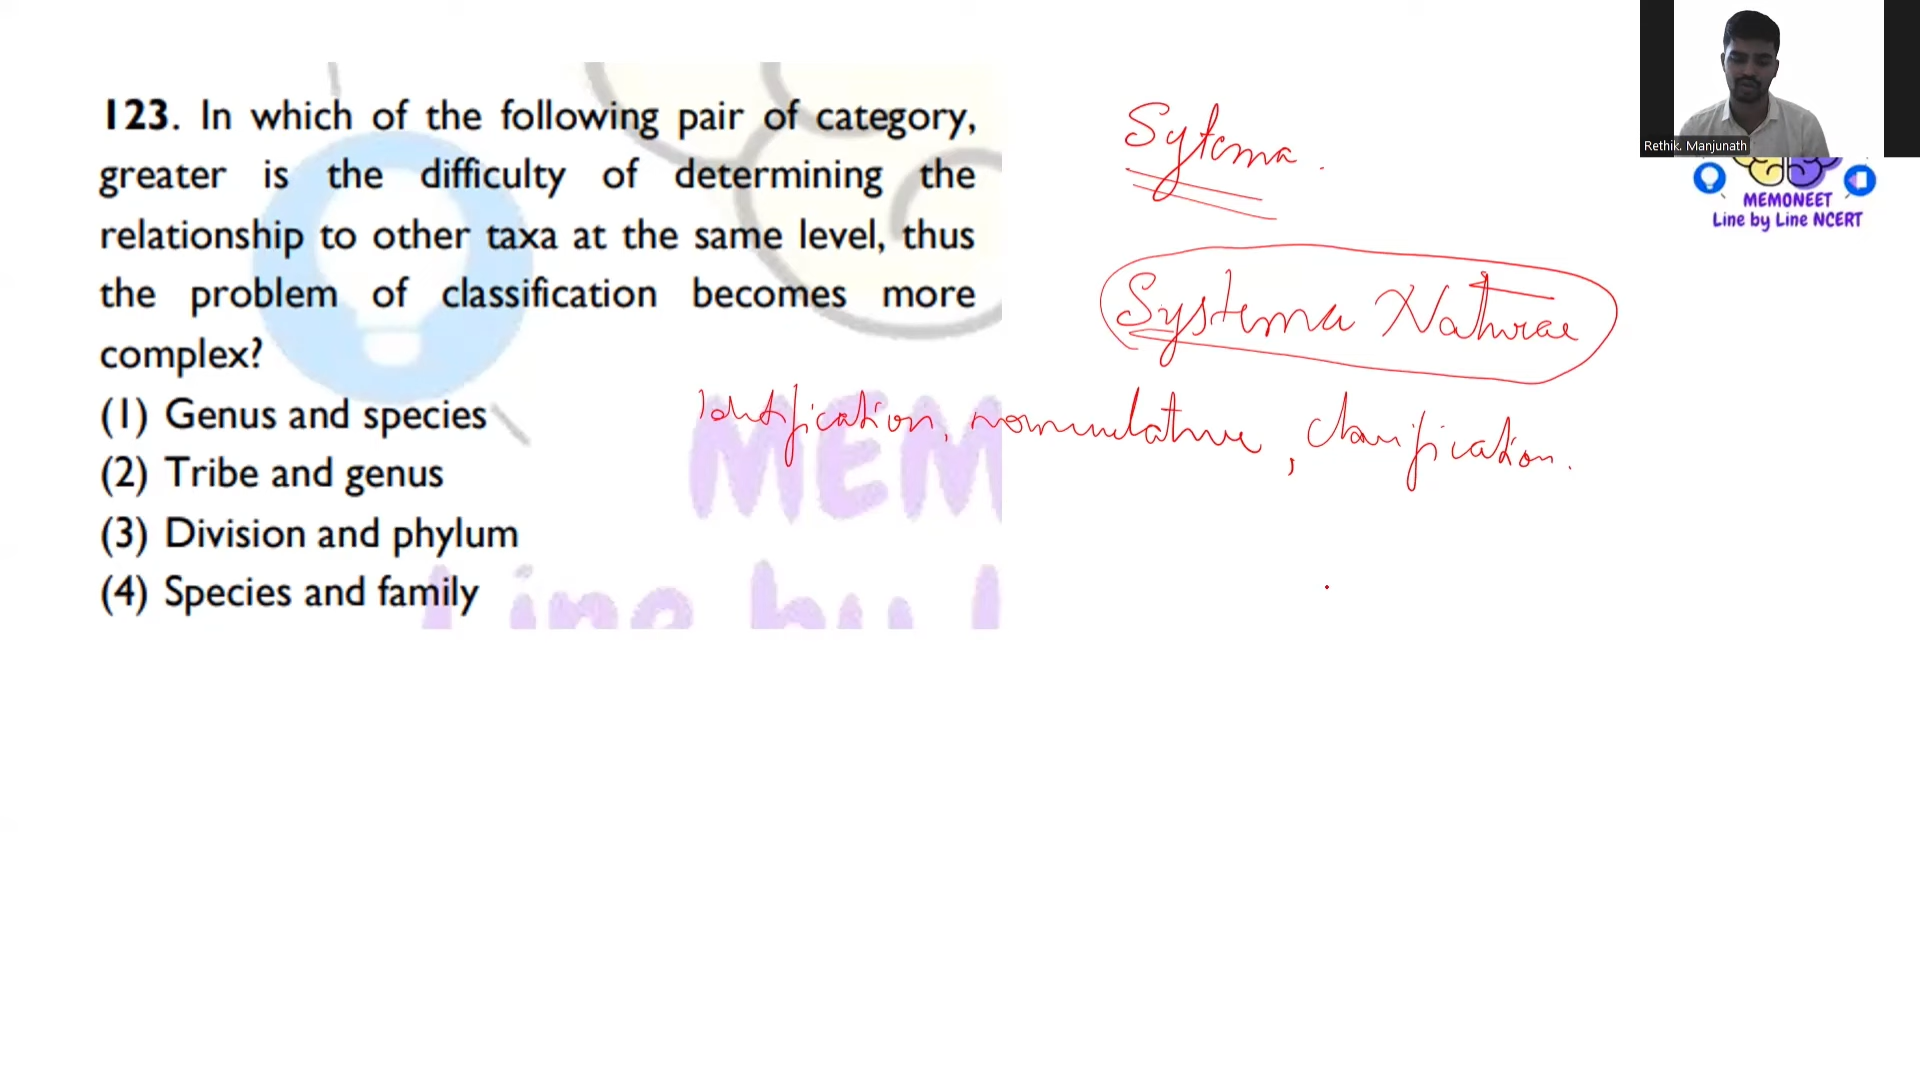 123. In which of the following pair of category,
greater is the difficulty of determining the
relationship to other taxa at the same level, thus
the problem of classification becomes more
complex?
(1) Genus and species
(2) Tribe and genus
(3) Division and phylum
(4) Species and family
Sytema.
Systema Naturae
Identification, nomenclature, classification.
Rethik. Manjunath
MEMONEET
Line by Line NCERT
MEM
Line by L